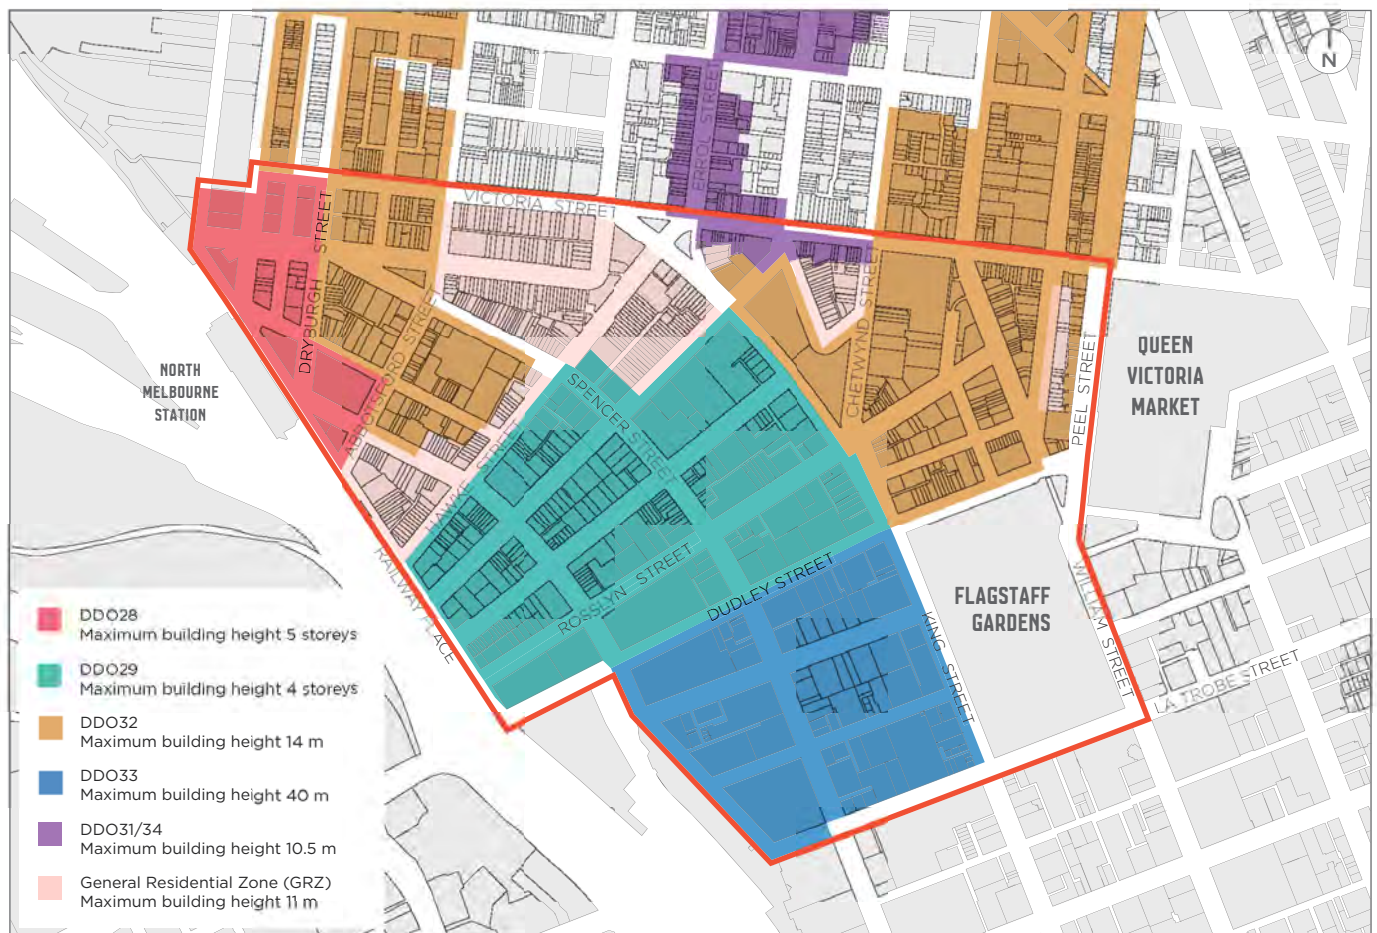 N
ERROL STREET
VICTORIA STREET
DRYBURGH STREET
ABBOTSFORD STREET
CHETWYND STREET
PEEL STREET
QUEEN
VICTORIA
MARKET
NORTH
MELBOURNE
STATION
SPENCER STREET
HAWKE STREET
RAILWAY PLACE
ROSSLYN STREET
DUDLEY STREET
KING STREET
FLAGSTAFF
GARDENS
WILLIAM STREET
LA TROBE STREET
DDO28
Maximum building height 5 storeys
DDO29
Maximum building height 4 storeys
DDO32
Maximum building height 14 m
DDO33
Maximum building height 40 m
DDO31/34
Maximum building height 10.5 m
General Residential Zone (GRZ)
Maximum building height 11 m